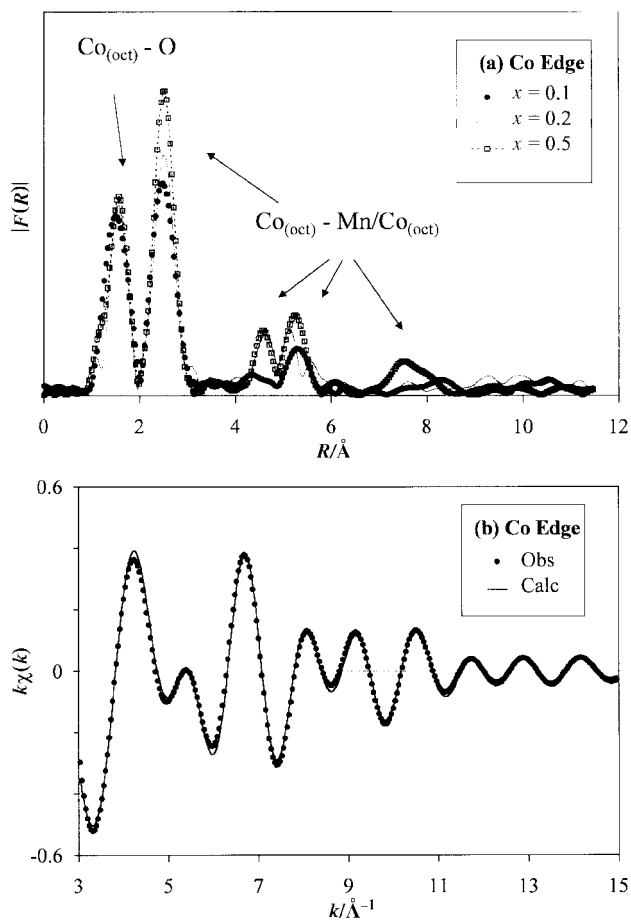 Co(oct) - O
(a) Co Edge
x = 0.1
x = 0.2
x = 0.5
|F(R)|
Co(oct) - Mn/Co(oct)
0 2 4 6 8 10 12
R/Å
0.6
(b) Co Edge
Obs
Calc
kχ(k)
0
-0.6
3 5 7 9 11 13 15
k/Å⁻¹